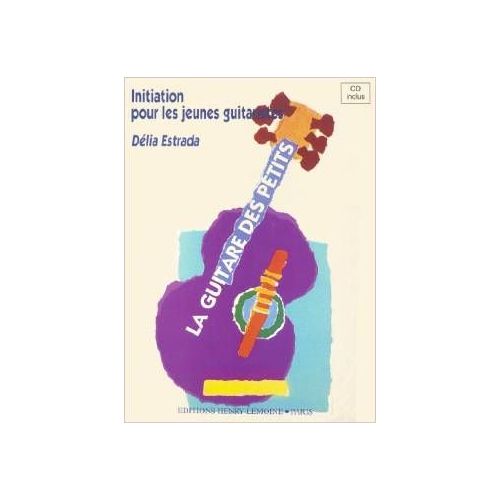 Initiation
pour les jeunes guitaristes
CD
inclus
Délia Estrada
LA GUITARE DES PETITS
EDITIONS HENRY LEMOINE • PARIS